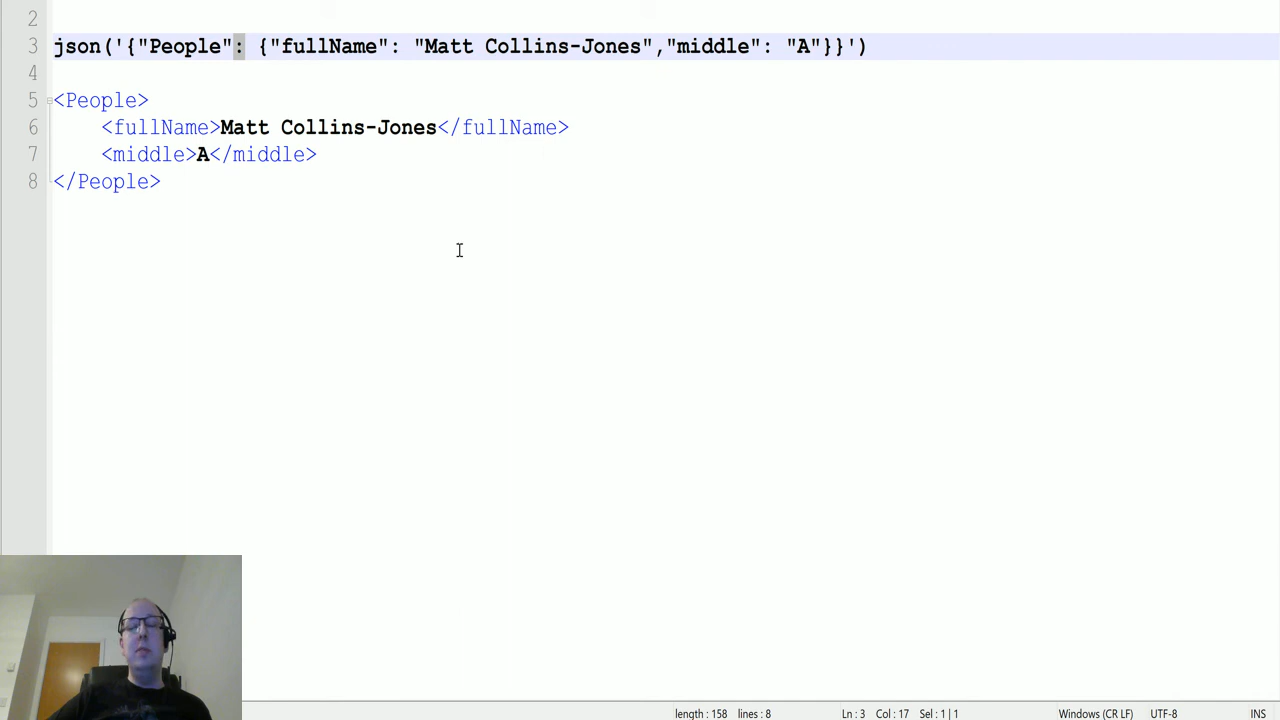 2
3 json('{"People": {"fullName": "Matt Collins-Jones","middle": "A"}}')
4
5 <People>
6 <fullName>Matt Collins-Jones</fullName>
7 <middle>A</middle>
8 </People>
length : 158 lines : 8 Ln : 3 Col : 17 Sel : 1 | 1 Windows (CR LF) UTF-8 INS